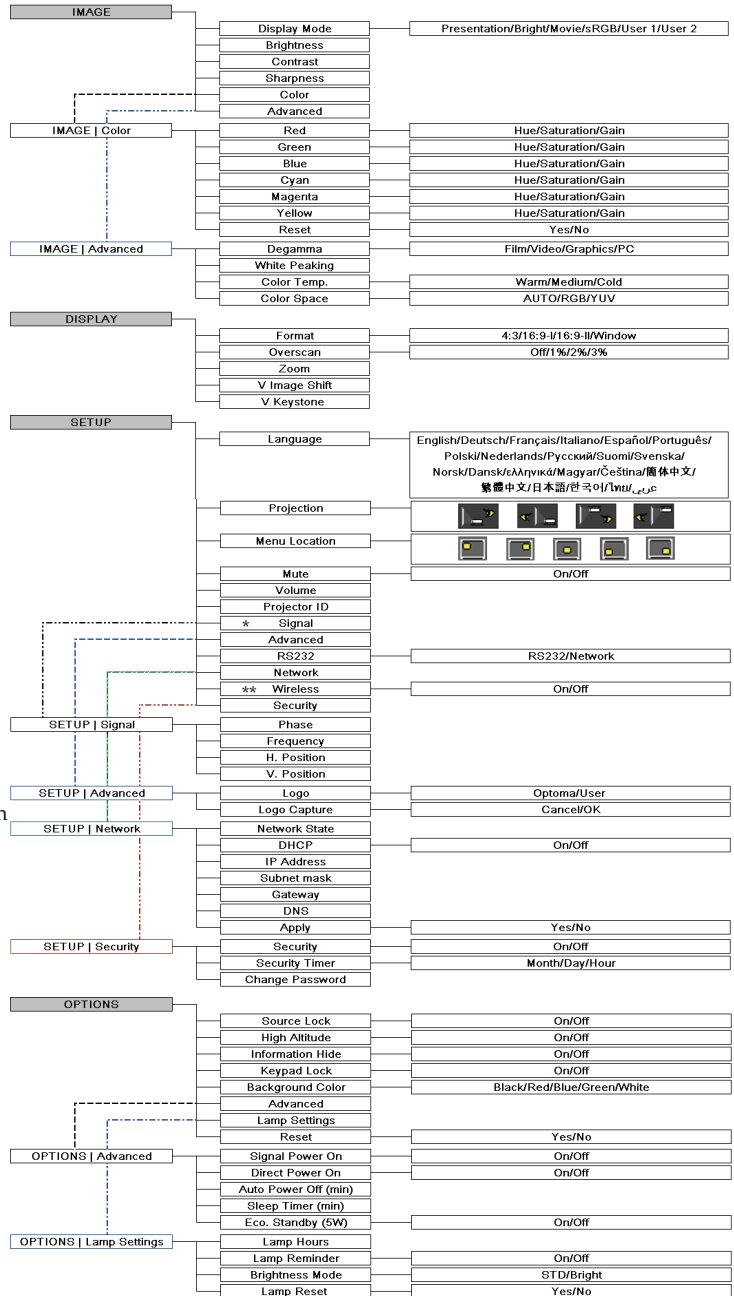 IMAGE
Display Mode Presentation/Bright/Movie/sRGB/User 1/User 2
Brightness
Contrast
Sharpness
Color
Advanced
IMAGE | Color Red Hue/Saturation/Gain
Green Hue/Saturation/Gain
Blue Hue/Saturation/Gain
Cyan Hue/Saturation/Gain
Magenta Hue/Saturation/Gain
Yellow Hue/Saturation/Gain
Reset Yes/No
IMAGE | Advanced Degamma Film/Video/Graphics/PC
White Peaking
Color Temp. Warm/Medium/Cold
Color Space AUTO/RGB/YUV
DISPLAY
Format 4:3/16:9-I/16:9-II/Window
Overscan Off/1%/2%/3%
Zoom
V Image Shift
V Keystone
SETUP
Language English/Deutsch/Français/Italiano/Español/Português/
Polski/Nederlands/Русский/Suomi/Svenska/
Norsk/Dansk/ελληνικά/Magyar/Čeština/簡体中文/
繁體中文/日本語/한국어/ไทย/
Projection
Menu Location
Mute On/Off
Volume
Projector ID
* Signal
Advanced
RS232 RS232/Network
Network
** Wireless On/Off
Security
SETUP | Signal Phase
Frequency
H. Position
V. Position
SETUP | Advanced Logo Optoma/User
Logo Capture Cancel/OK
SETUP | Network Network State
DHCP On/Off
IP Address
Subnet mask
Gateway
DNS
Apply Yes/No
SETUP | Security Security On/Off
Security Timer Month/Day/Hour
Change Password
OPTIONS
Source Lock On/Off
High Altitude On/Off
Information Hide On/Off
Keypad Lock On/Off
Background Color Black/Red/Blue/Green/White
Advanced
Lamp Settings
Reset Yes/No
OPTIONS | Advanced Signal Power On On/Off
Direct Power On On/Off
Auto Power Off (min)
Sleep Timer (min)
Eco. Standby (5W) On/Off
OPTIONS | Lamp Settings Lamp Hours
Lamp Reminder On/Off
Brightness Mode STD/Bright
Lamp Reset Yes/No